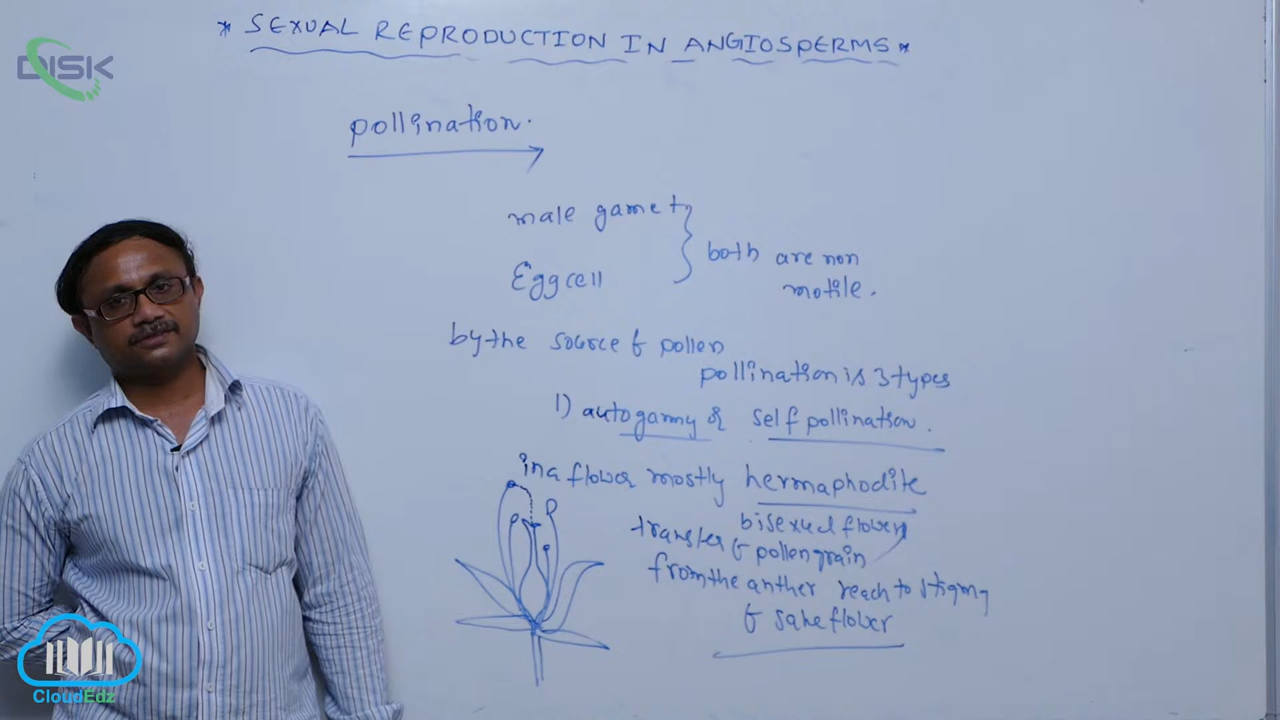 * SEXUAL REPRODUCTION IN ANGIOSPERMS *
DISK
pollination.
male gamet
Egg cell
both are non
motile.
by the source of pollen
pollination is 3 types
1) autogamy or self pollination.
in a flower mostly hermaphodite
bisexual flower
transfer of pollengrain
from the anther reach to stigma
of same flower
CloudEdz